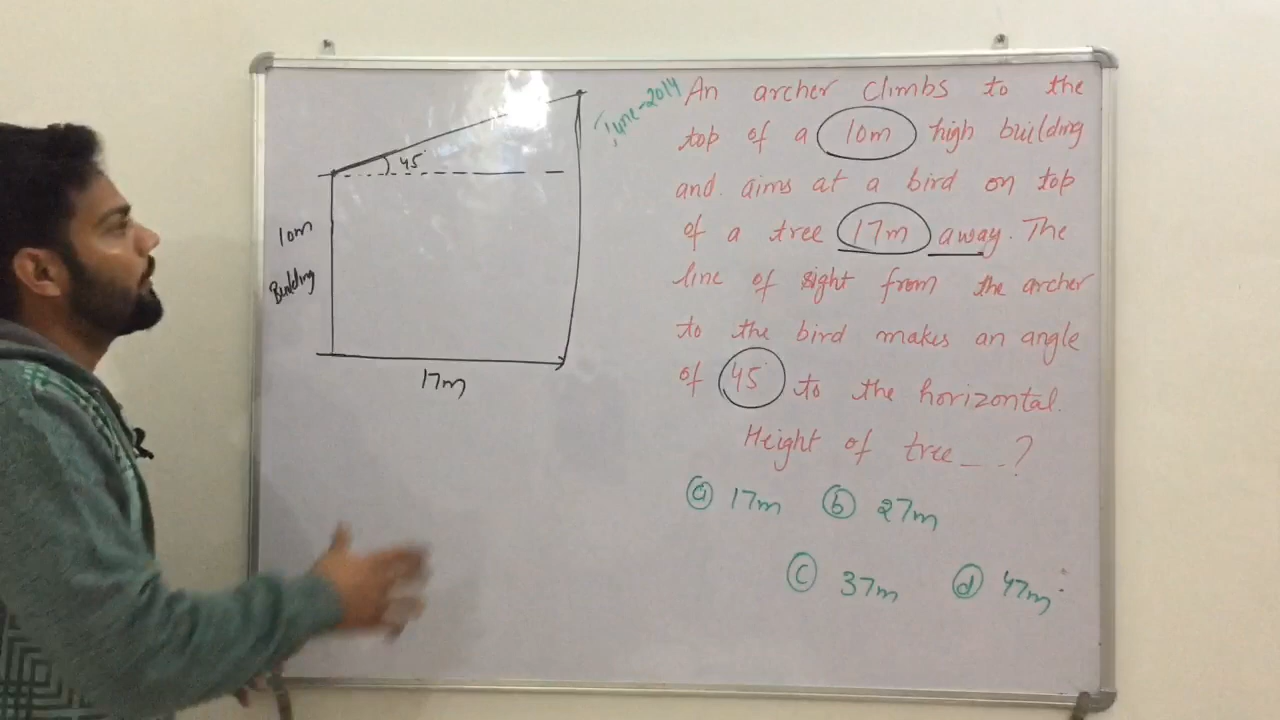 June-2014
An archer climbs to the
top of a 10m high building
and. aims at a bird on top
of a tree 17m away. The
line of sight from the archer
to the bird makes an angle
of 45° to the horizontal.
Height of tree ---?
ⓐ 17m ⓑ 27m
ⓒ 37m ⓓ 47m
45°
10m
Building
17m